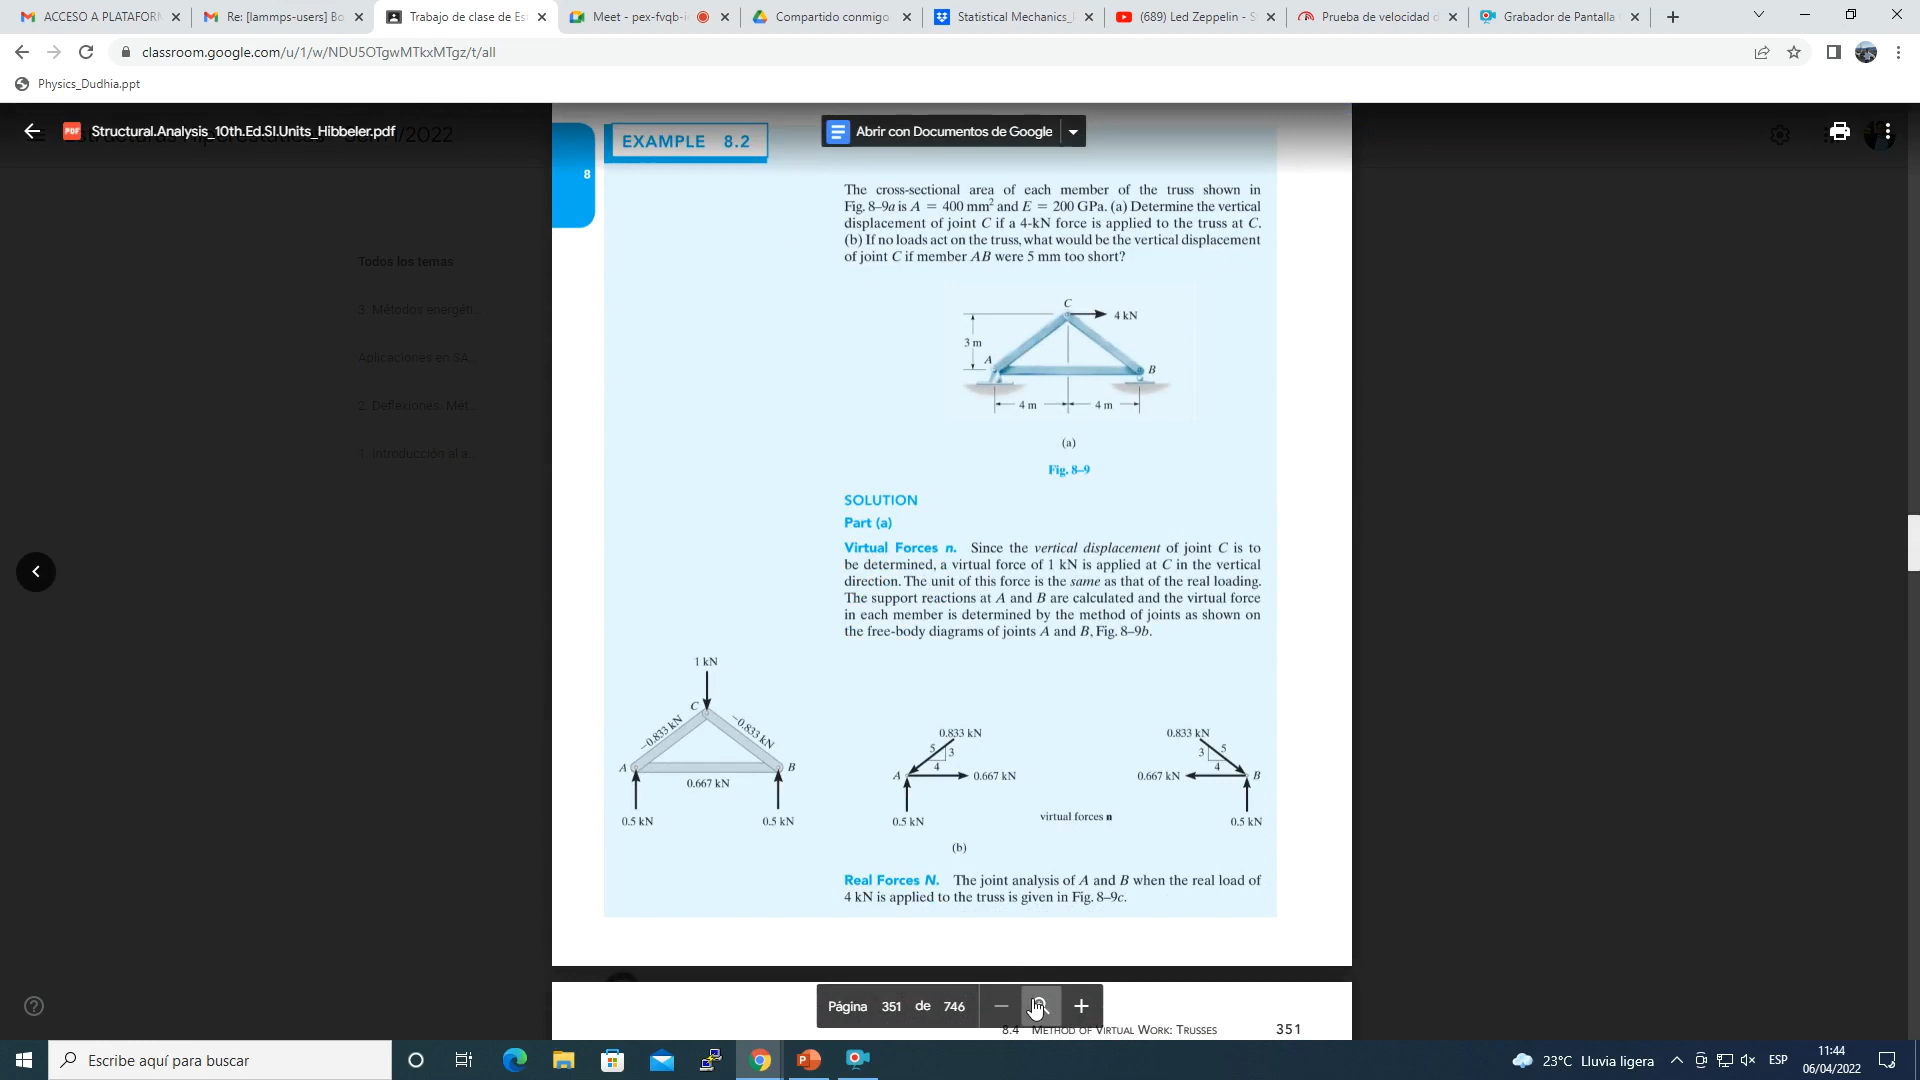 ACCESO A PLATAFORM
Re: [lammps-users] Bo
Trabajo de clase de Es
Meet - pex-fvqb-i
Compartido conmigo
Statistical Mechanics_
(689) Led Zeppelin - S
Prueba de velocidad d
Grabador de Pantalla
classroom.google.com/u/1/w/NDU5OTgwMTkxMTgz/t/all
Physics_Dudhia.ppt
PDF
Structural.Analysis_10th.Ed.SI.Units_Hibbeler.pdf
/2022
Abrir con Documentos de Google
EXAMPLE 8.2
8
The cross-sectional area of each member of the truss shown in
Fig. 8–9a is A = 400 mm² and E = 200 GPa. (a) Determine the vertical
displacement of joint C if a 4-kN force is applied to the truss at C.
(b) If no loads act on the truss, what would be the vertical displacement
of joint C if member AB were 5 mm too short?
Todos los temas
3. Métodos energéti...
Aplicaciones en SA...
2. Deflexiones. Mét...
1. Introducción al a...
C
4 kN
3 m
A
B
4 m
4 m
(a)
Fig. 8–9
SOLUTION
Part (a)
Virtual Forces n. Since the vertical displacement of joint C is to
be determined, a virtual force of 1 kN is applied at C in the vertical
direction. The unit of this force is the same as that of the real loading.
The support reactions at A and B are calculated and the virtual force
in each member is determined by the method of joints as shown on
the free-body diagrams of joints A and B, Fig. 8–9b.
1 kN
C
−0.833 kN
−0.833 kN
A
B
0.667 kN
0.5 kN
0.5 kN
0.833 kN
5
3
4
A
0.667 kN
0.5 kN
virtual forces n
0.833 kN
3
5
4
0.667 kN
B
0.5 kN
(b)
Real Forces N. The joint analysis of A and B when the real load of
4 kN is applied to the truss is given in Fig. 8–9c.
Página 351 de 746
8.4 METHOD OF VIRTUAL WORK: TRUSSES 351
Escribe aquí para buscar
23°C Lluvia ligera
ESP
11:44
06/04/2022